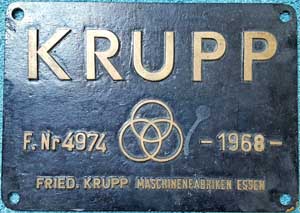 KRUPP
F. Nr 4974 -1968-
FRIED. KRUPP MASCHINENFABRIKEN ESSEN